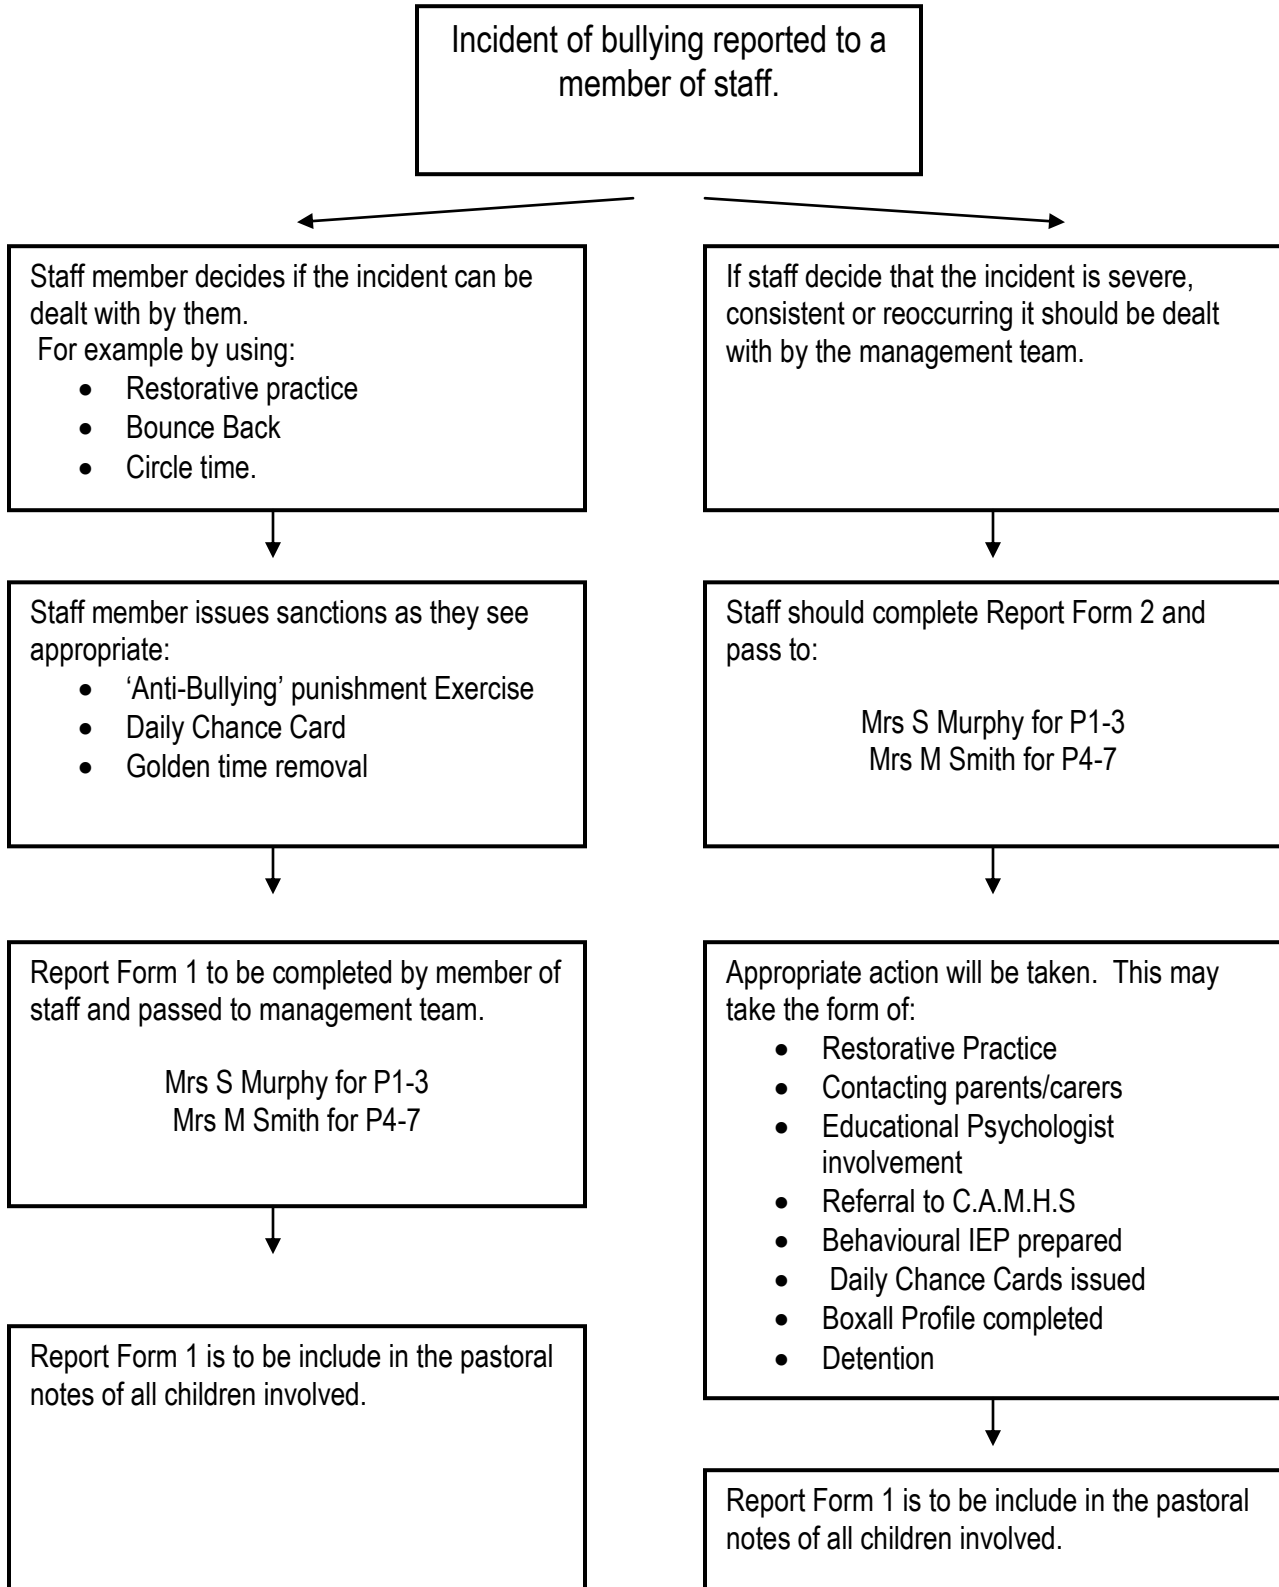 Incident of bullying reported to a
member of staff.
Staff member decides if the incident can be
dealt with by them.
For example by using:
• Restorative practice
• Bounce Back
• Circle time.
Staff member issues sanctions as they see
appropriate:
• ‘Anti-Bullying’ punishment Exercise
• Daily Chance Card
• Golden time removal
Report Form 1 to be completed by member of
staff and passed to management team.
Mrs S Murphy for P1-3
Mrs M Smith for P4-7
Report Form 1 is to be include in the pastoral
notes of all children involved.
If staff decide that the incident is severe,
consistent or reoccurring it should be dealt
with by the management team.
Staff should complete Report Form 2 and
pass to:
Mrs S Murphy for P1-3
Mrs M Smith for P4-7
Appropriate action will be taken.  This may
take the form of:
• Restorative Practice
• Contacting parents/carers
• Educational Psychologist
involvement
• Referral to C.A.M.H.S
• Behavioural IEP prepared
• Daily Chance Cards issued
• Boxall Profile completed
• Detention
Report Form 1 is to be include in the pastoral
notes of all children involved.